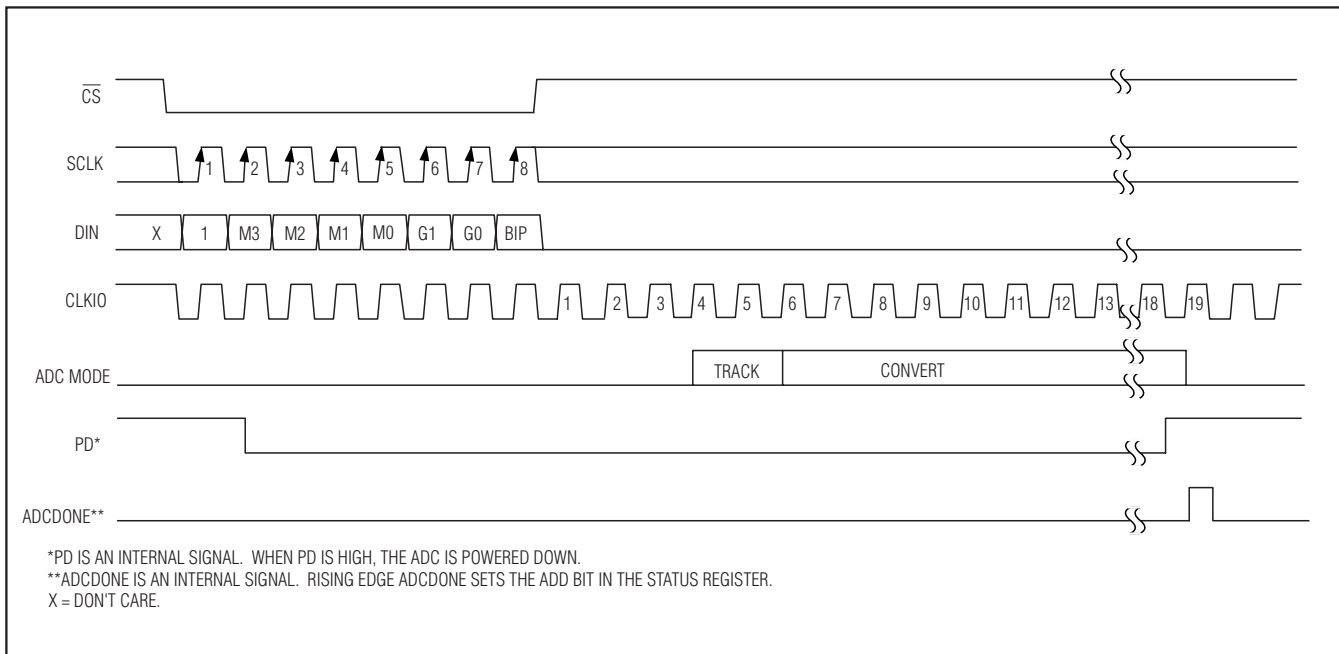 CS
SCLK 1 2 3 4 5 6 7 8
DIN X 1 M3 M2 M1 M0 G1 G0 BIP
CLKIO 1 2 3 4 5 6 7 8 9 10 11 12 13 18 19
ADC MODE TRACK CONVERT
PD*
ADCDONE**
*PD IS AN INTERNAL SIGNAL. WHEN PD IS HIGH, THE ADC IS POWERED DOWN.
**ADCDONE IS AN INTERNAL SIGNAL. RISING EDGE ADCDONE SETS THE ADD BIT IN THE STATUS REGISTER.
X = DON'T CARE.